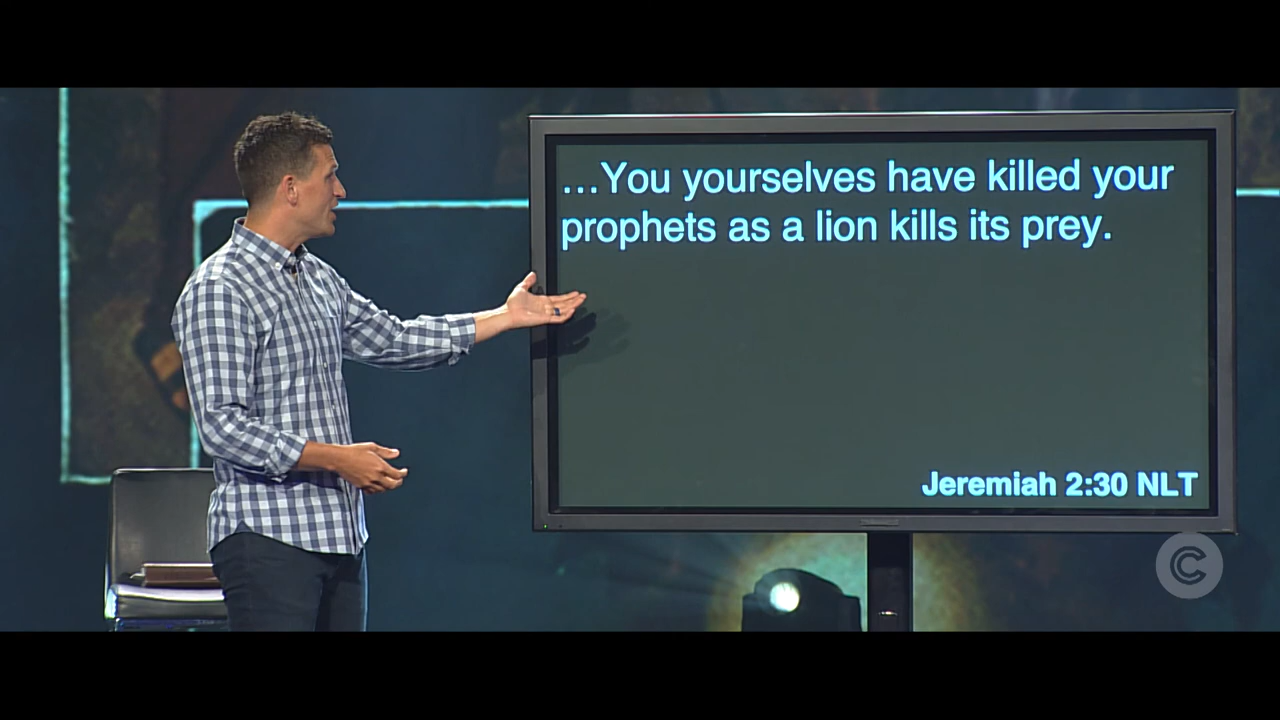 ...You yourselves have killed your
prophets as a lion kills its prey.
Jeremiah 2:30 NLT
C